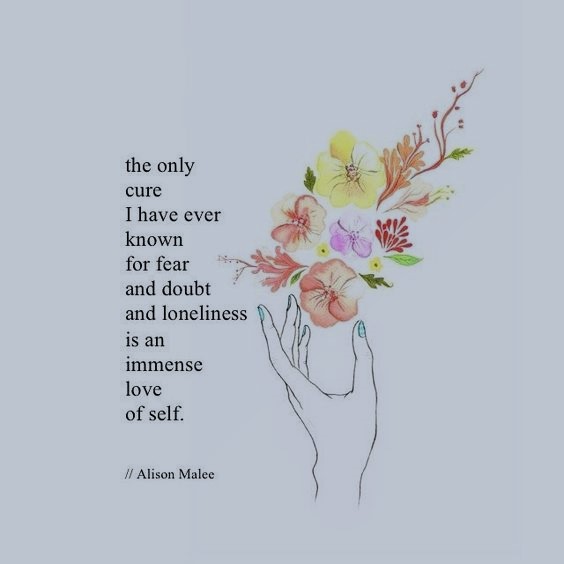 the only
cure
I have ever
known
for fear
and doubt
and loneliness
is an
immense
love
of self.
// Alison Malee